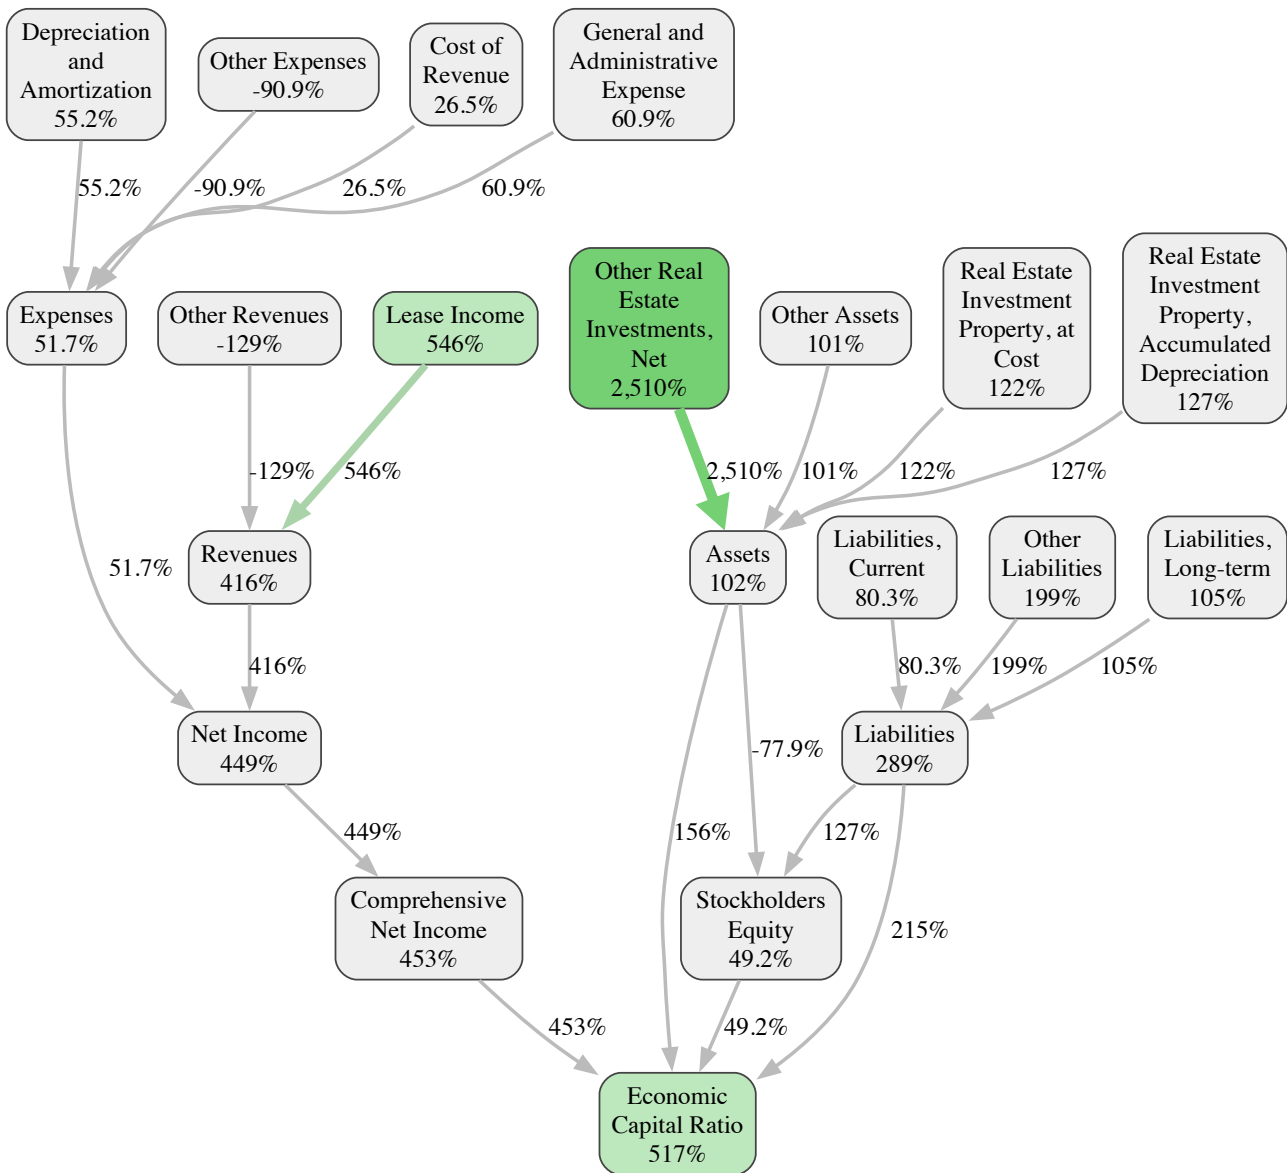 Depreciation
and
Amortization
55.2%
Other Expenses
-90.9%
Cost of
Revenue
26.5%
General and
Administrative
Expense
60.9%
55.2%
-90.9%
26.5%
60.9%
Expenses
51.7%
Other Revenues
-129%
Lease Income
546%
Other Real
Estate
Investments,
Net
2,510%
Other Assets
101%
Real Estate
Investment
Property, at
Cost
122%
Real Estate
Investment
Property,
Accumulated
Depreciation
127%
-129%
546%
2,510%
101%
122%
127%
51.7%
Revenues
416%
Assets
102%
Liabilities,
Current
80.3%
Other
Liabilities
199%
Liabilities,
Long-term
105%
416%
80.3%
199%
105%
Net Income
449%
-77.9%
Liabilities
289%
449%
156%
127%
Comprehensive
Net Income
453%
Stockholders
Equity
49.2%
215%
453%
49.2%
Economic
Capital Ratio
517%